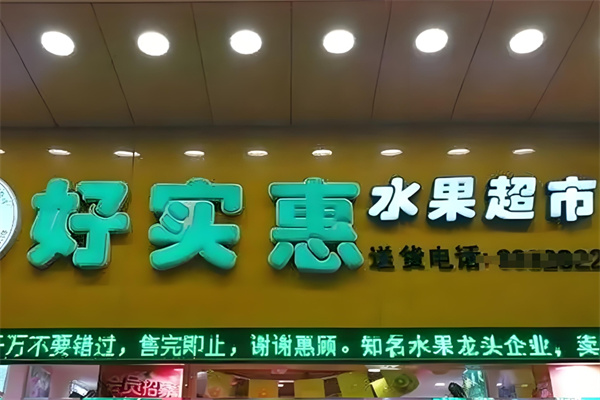 好实惠
水果超市
送货电话:
千万不要错过，售完即止，谢谢惠顾。知名水果龙头企业，卖